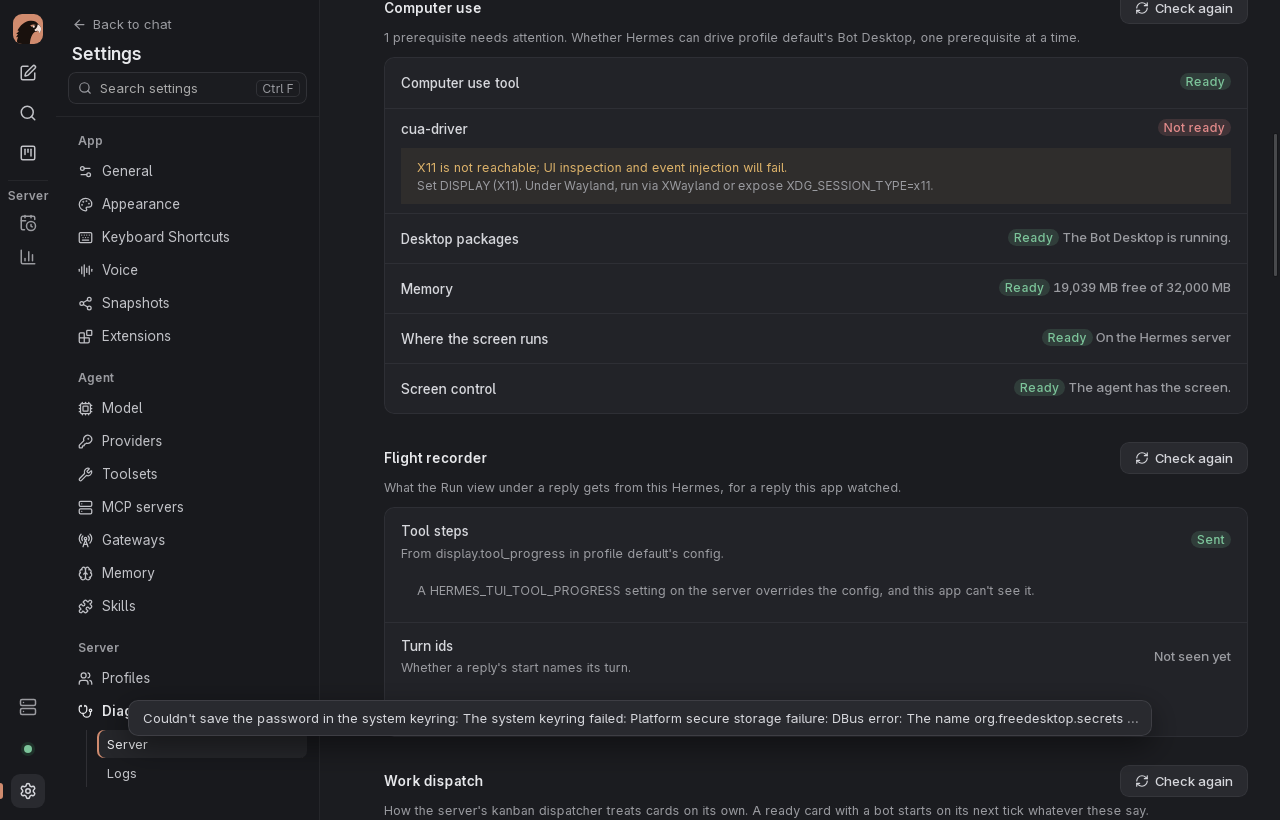 Back to chat
Settings
Search settings
Ctrl F
App
General
Appearance
Keyboard Shortcuts
Voice
Snapshots
Extensions
Agent
Model
Providers
Toolsets
MCP servers
Gateways
Memory
Skills
Server
Profiles
Diag
Server
Logs
Server
Computer use
Check again
1 prerequisite needs attention. Whether Hermes can drive profile default's Bot Desktop, one prerequisite at a time.
Computer use tool
Ready
cua-driver
Not ready
X11 is not reachable; UI inspection and event injection will fail.
Set DISPLAY (X11). Under Wayland, run via XWayland or expose XDG_SESSION_TYPE=x11.
Desktop packages
Ready The Bot Desktop is running.
Memory
Ready 19,039 MB free of 32,000 MB
Where the screen runs
Ready On the Hermes server
Screen control
Ready The agent has the screen.
Flight recorder
Check again
What the Run view under a reply gets from this Hermes, for a reply this app watched.
Tool steps
Sent
From display.tool_progress in profile default's config.
A HERMES_TUI_TOOL_PROGRESS setting on the server overrides the config, and this app can't see it.
Turn ids
Not seen yet
Whether a reply's start names its turn.
Couldn't save the password in the system keyring: The system keyring failed: Platform secure storage failure: DBus error: The name org.freedesktop.secrets …
Work dispatch
Check again
How the server's kanban dispatcher treats cards on its own. A ready card with a bot starts on its next tick whatever these say.